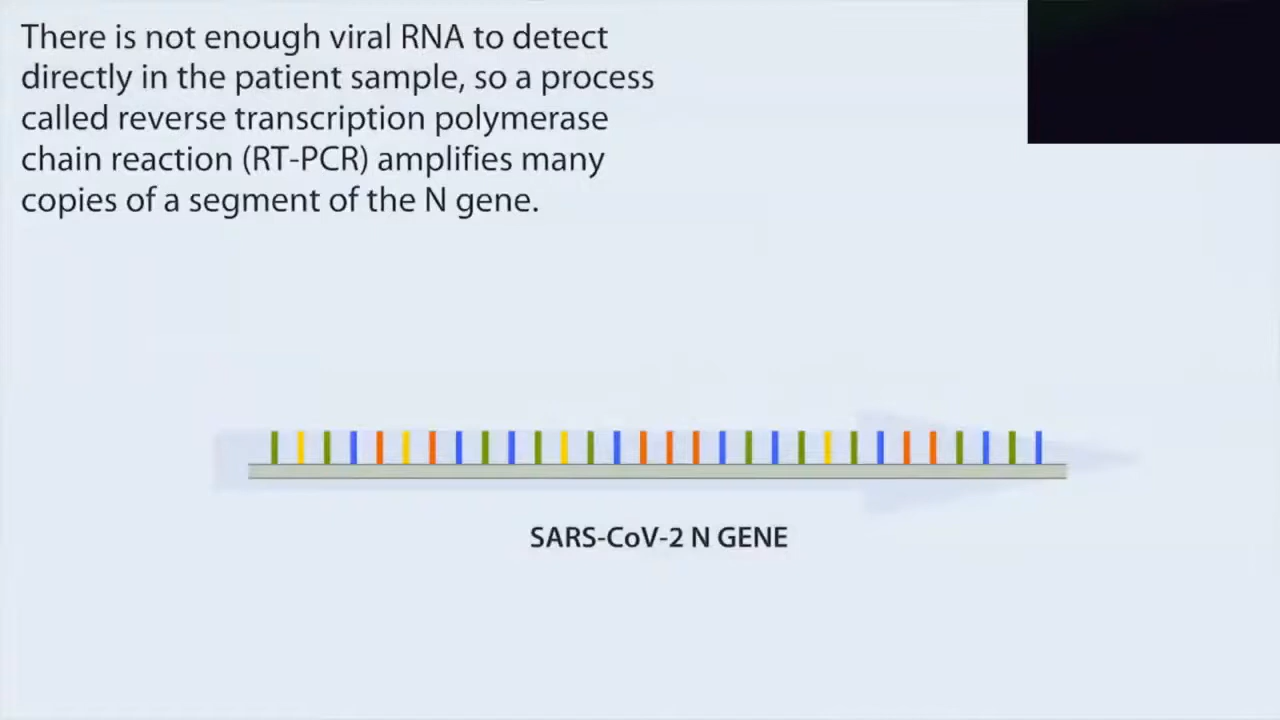 There is not enough viral RNA to detect
directly in the patient sample, so a process
called reverse transcription polymerase
chain reaction (RT-PCR) amplifies many
copies of a segment of the N gene.
SARS-CoV-2 N GENE